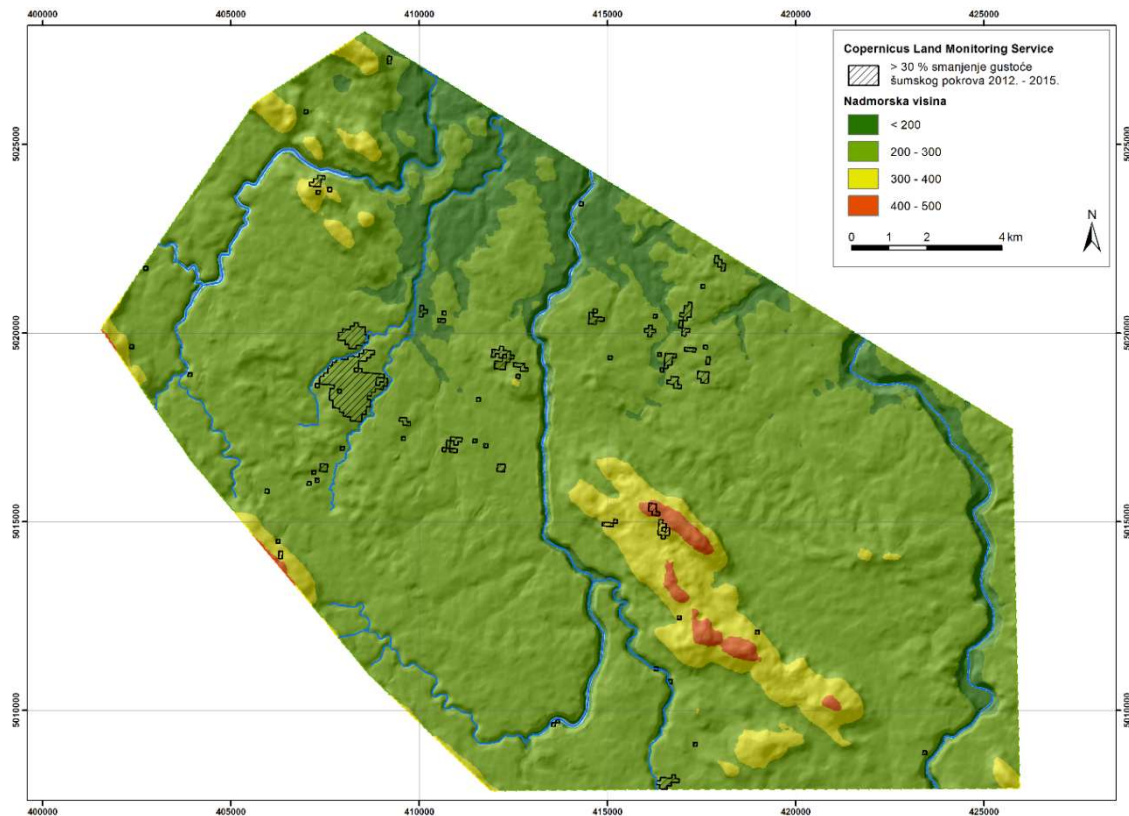 400000 405000 410000 415000 420000 425000
Copernicus Land Monitoring Service
> 30 % smanjenje gustoće
šumskog pokrova 2012. - 2015.
Nadmorska visina
< 200
200 - 300
300 - 400
400 - 500
N
0 1 2 4 km
5025000
5025000
5020000
5020000
5015000
5015000
5010000
5010000
400000 405000 410000 415000 420000 425000